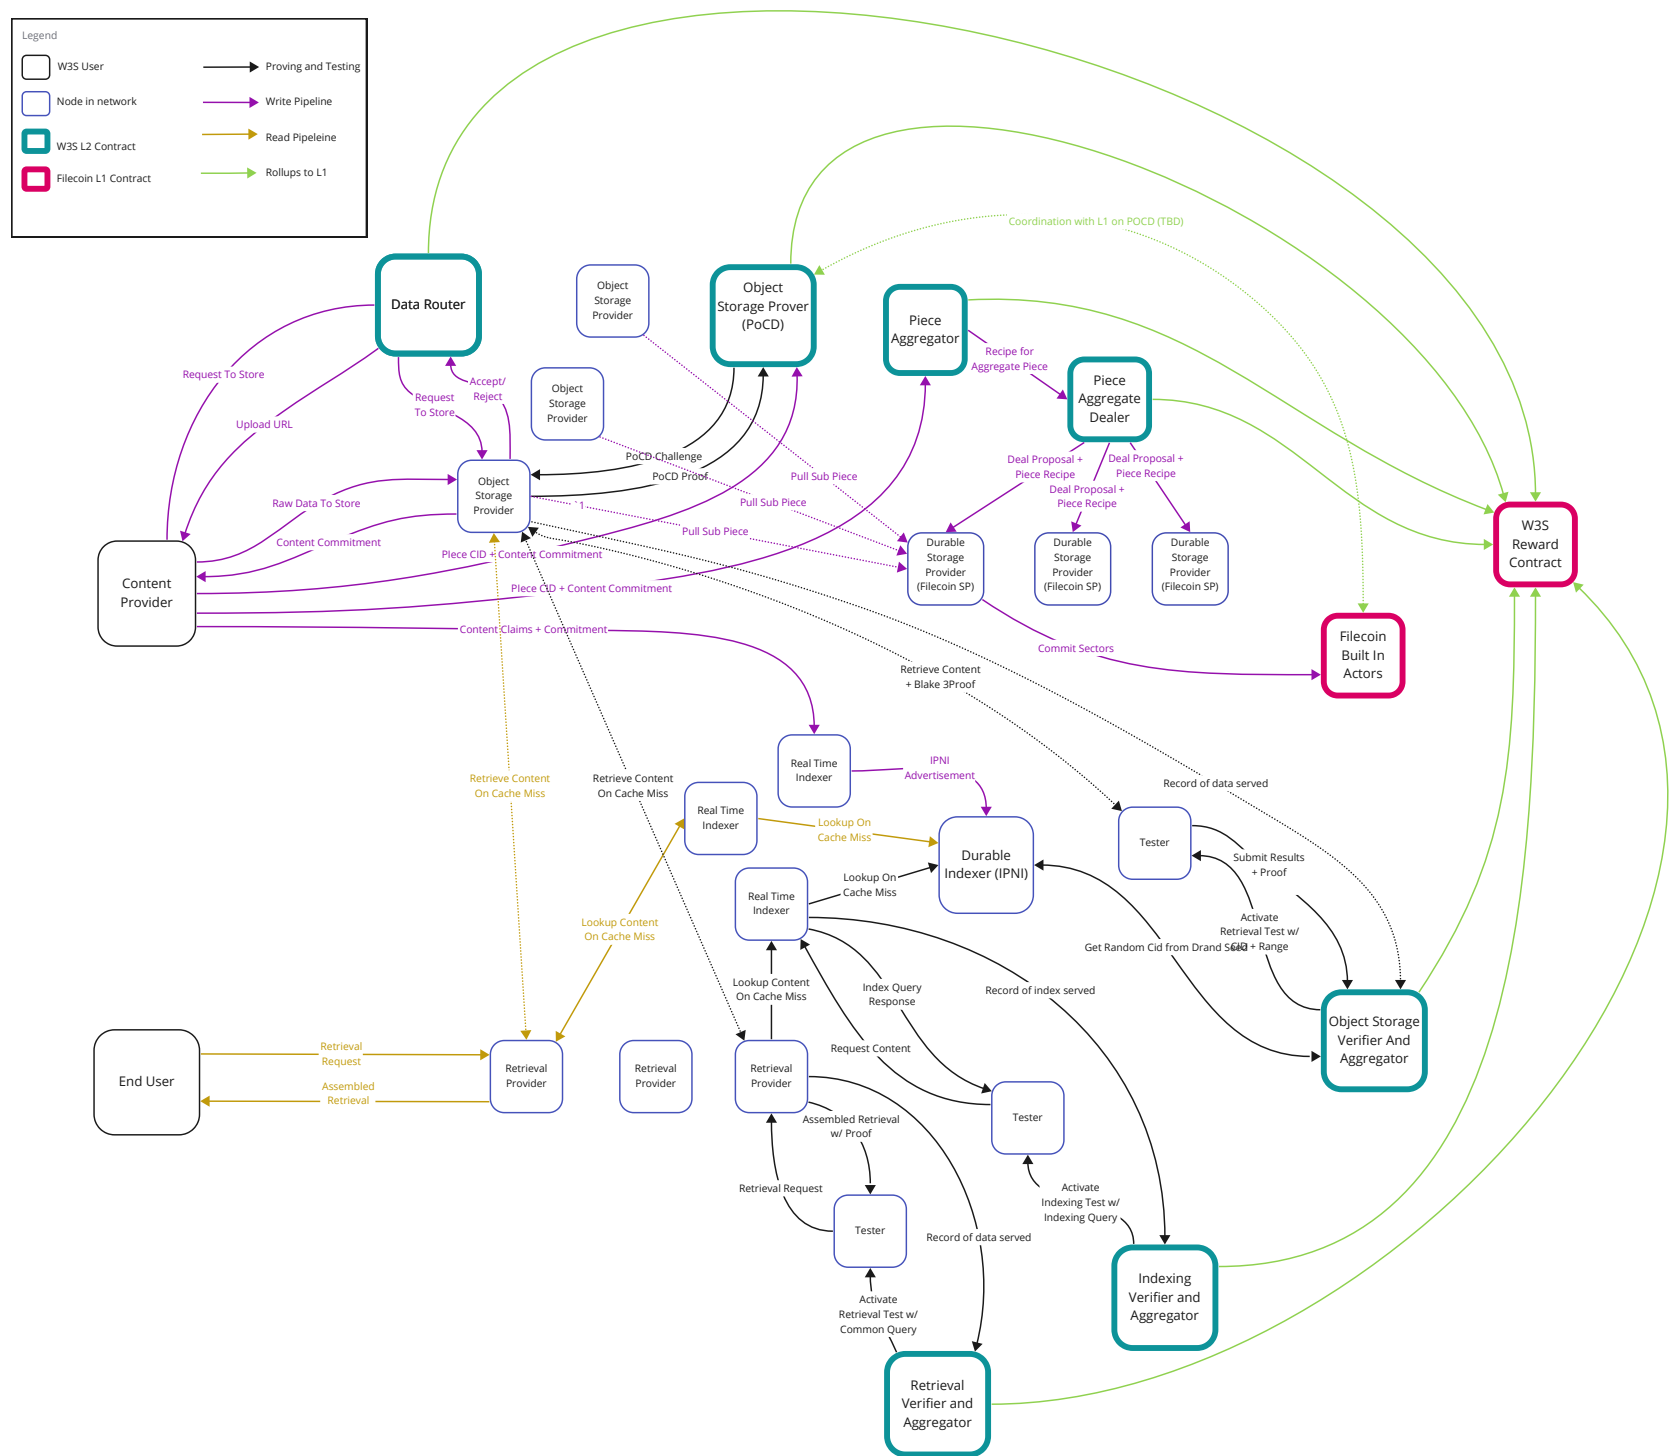 Legend
W3S User
Proving and Testing
Node in network
Write Pipeline
W3S L2 Contract
Read Pipeleine
Filecoin L1 Contract
Rollups to L1
Coordination with L1 on POCD (TBD)
Data Router
Object
Storage
Provider
Object
Storage Prover
(PoCD)
Piece
Aggregator
Recipe for
Aggregate Piece
Piece
Aggregate
Dealer
Request To Store
Accept/
Reject
Request
To Store
Object
Storage
Provider
Upload URL
PoCD Challenge
PoCD Proof
Pull Sub Piece
Deal Proposal +
Piece Recipe
Deal Proposal +
Piece Recipe
Deal Proposal +
Piece Recipe
Object
Storage
Provider
Raw Data To Store
`1
Pull Sub Piece
Pull Sub Piece
Content Commitment
W3S
Reward
Contract
PIece CID + Content Commitment
Durable
Storage
Provider
(Filecoin SP)
Durable
Storage
Provider
(Filecoin SP)
Durable
Storage
Provider
(Filecoin SP)
Content
Provider
PIece CID + Content Commitment
Content Claims + Commitment
Commit Sectors
Filecoin
Built In
Actors
Retrieve Content
+ Blake 3Proof
Real Time
Indexer
IPNI
Advertisement
Retrieve Content
On Cache Miss
Retrieve Content
On Cache Miss
Record of data served
Real Time
Indexer
Lookup On
Cache Miss
Durable
Indexer (IPNI)
Tester
Submit Results
+ Proof
Lookup On
Cache Miss
Real Time
Indexer
Lookup Content
On Cache Miss
Activate
Retrieval Test w/
CID + Range
Get Random Cid from Drand Seed
Lookup Content
On Cache Miss
Index Query
Response
Record of index served
Object Storage
Verifier And
Aggregator
Request Content
End User
Retrieval
Request
Assembled
Retrieval
Retrieval
Provider
Retrieval
Provider
Retrieval
Provider
Tester
Assembled Retrieval
w/ Proof
Retrieval Request
Activate
Indexing Test w/
Indexing Query
Tester
Record of data served
Indexing
Verifier and
Aggregator
Activate
Retrieval Test w/
Common Query
Retrieval
Verifier and
Aggregator